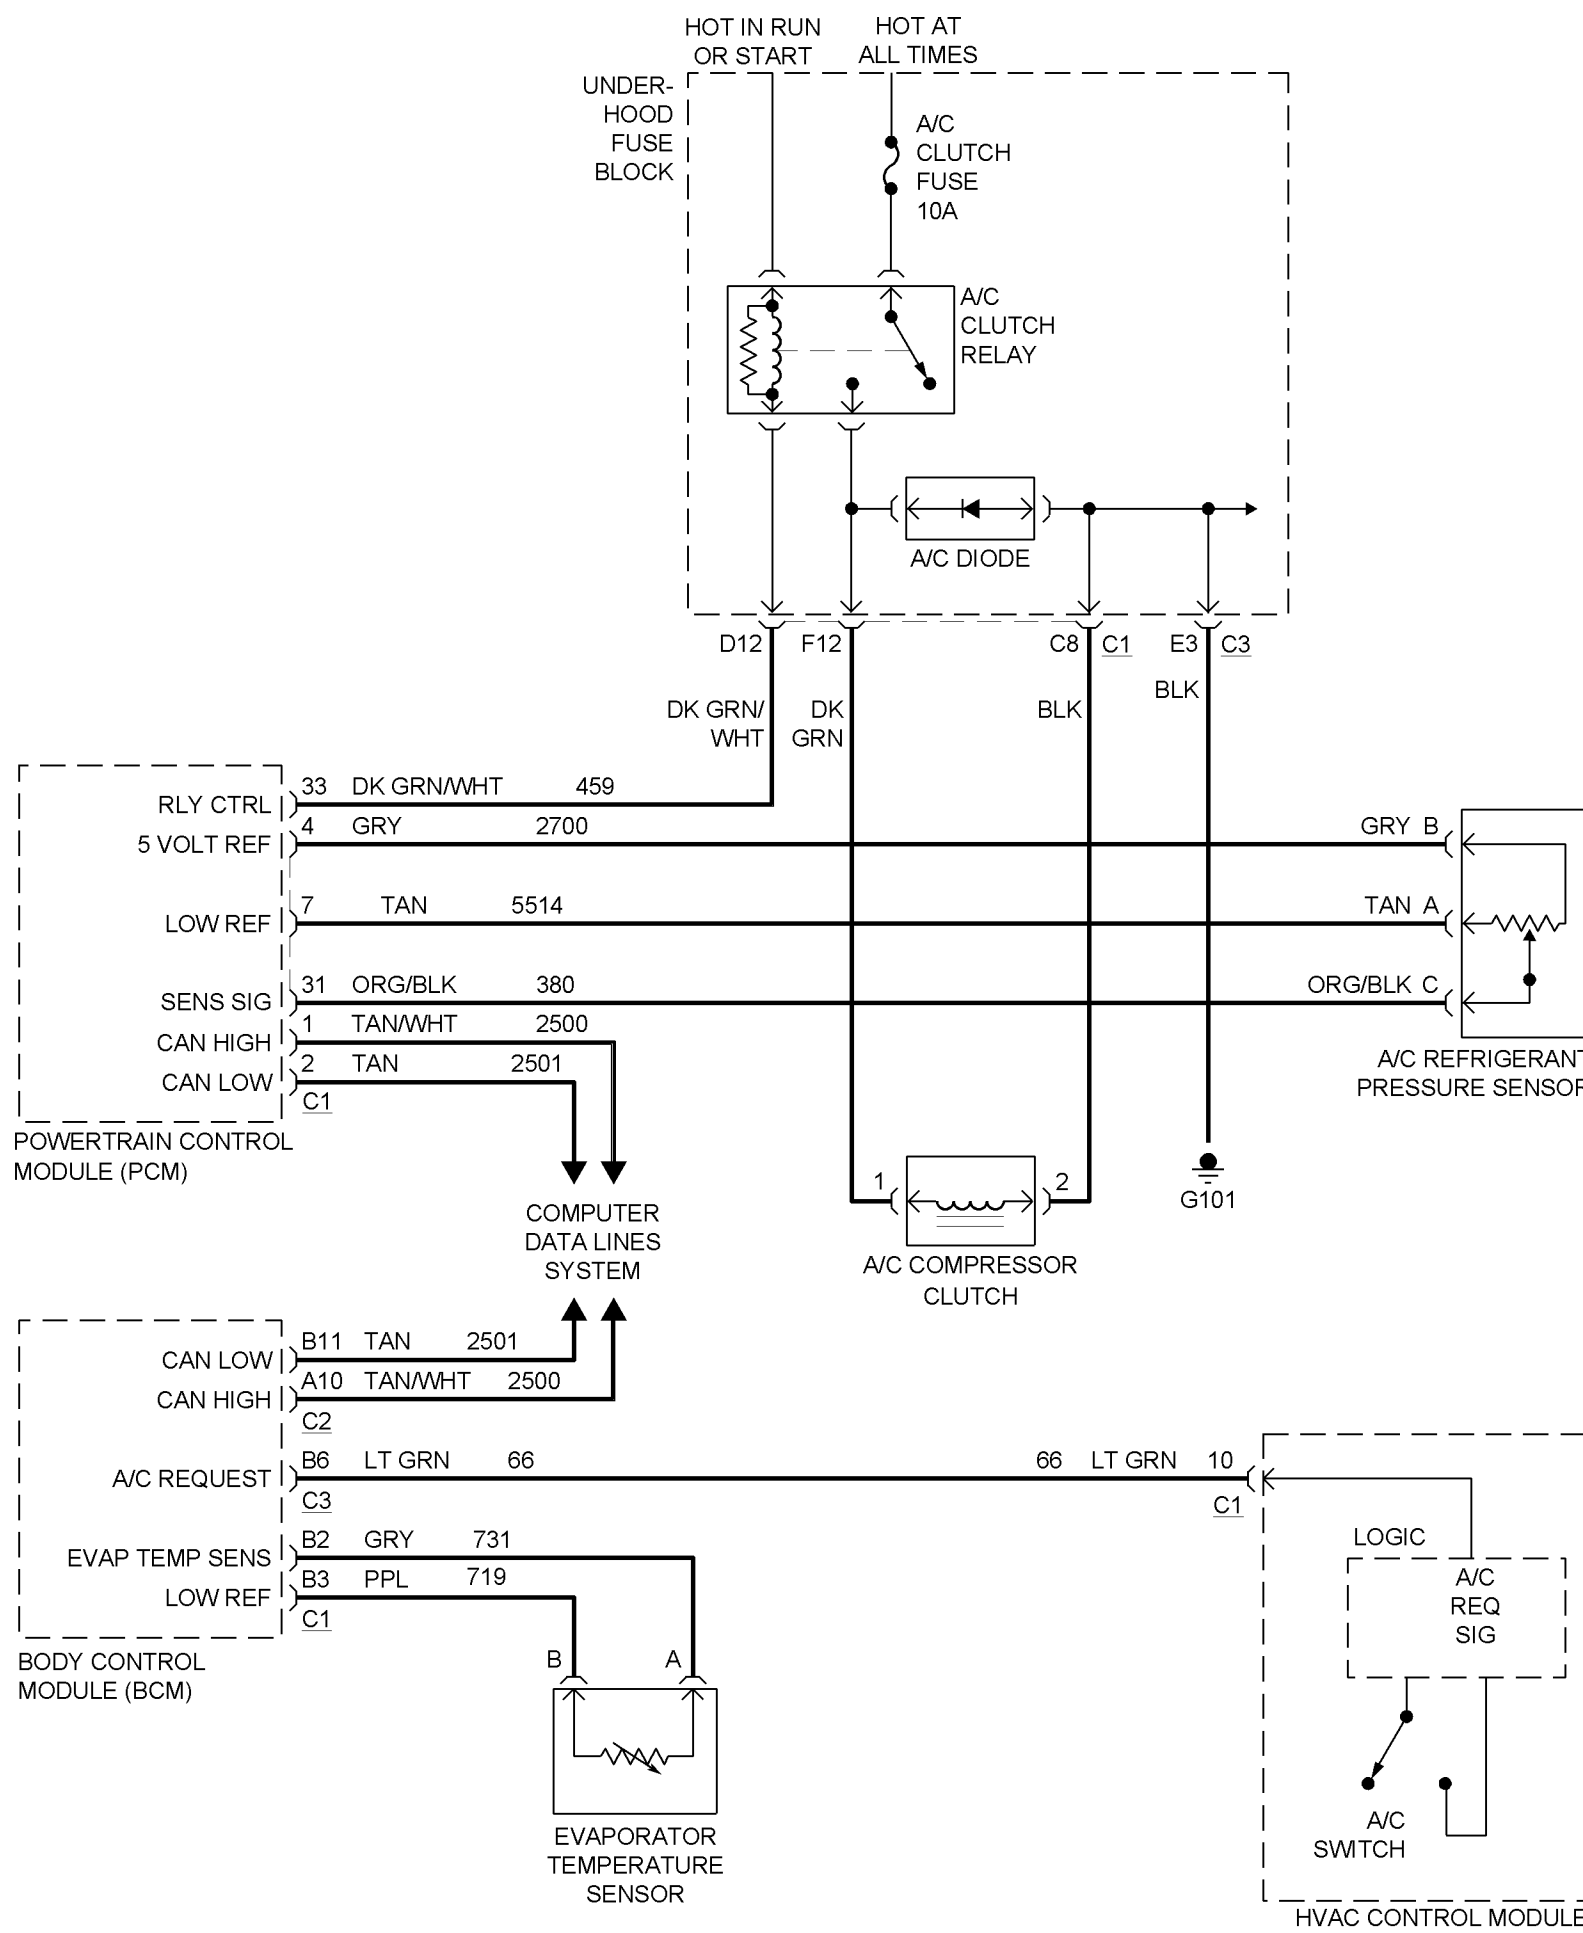 HOT IN RUN
OR START
HOT AT
ALL TIMES
UNDER-
HOOD
FUSE
BLOCK
A/C
CLUTCH
FUSE
10A
A/C
CLUTCH
RELAY
A/C DIODE
D12
F12
C8
C1
E3
C3
DK GRN/
WHT
DK
GRN
BLK
BLK
RLY CTRL
33 DK GRN/WHT 459
5 VOLT REF
4 GRY 2700
GRY B
LOW REF
7 TAN 5514
TAN A
SENS SIG
31 ORG/BLK 380
ORG/BLK C
CAN HIGH
1 TAN/WHT 2500
CAN LOW
2 TAN 2501
C1
POWERTRAIN CONTROL
MODULE (PCM)
A/C REFRIGERANT
PRESSURE SENSOR
COMPUTER
DATA LINES
SYSTEM
1
2
A/C COMPRESSOR
CLUTCH
G101
CAN LOW
B11 TAN 2501
CAN HIGH
A10 TAN/WHT 2500
C2
A/C REQUEST
B6 LT GRN 66
66 LT GRN 10
C3
C1
EVAP TEMP SENS
B2 GRY 731
LOW REF
B3 PPL 719
C1
BODY CONTROL
MODULE (BCM)
B
A
EVAPORATOR
TEMPERATURE
SENSOR
LOGIC
A/C
REQ
SIG
A/C
SWITCH
HVAC CONTROL MODULE